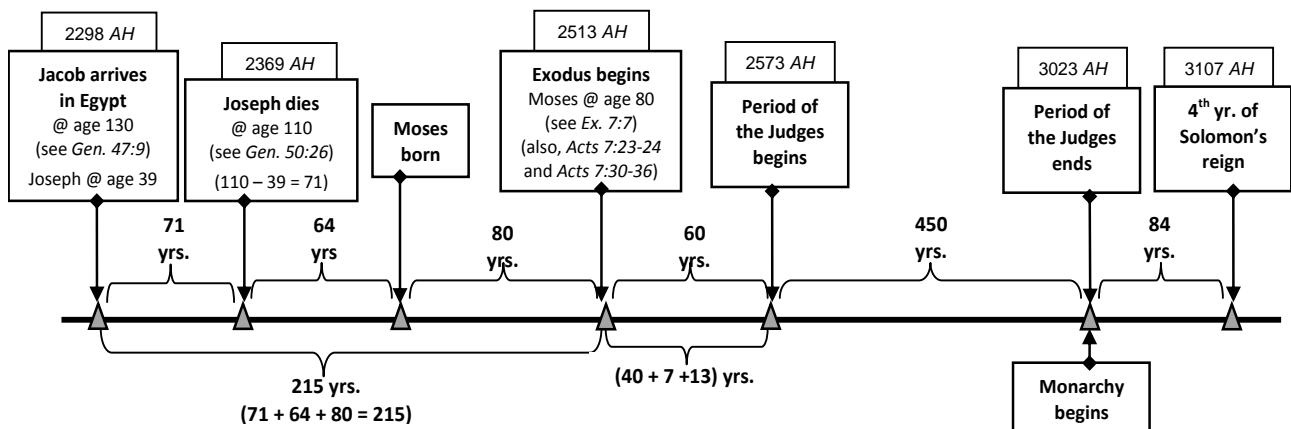 2298 AH
Jacob arrives
in Egypt
@ age 130
(see Gen. 47:9)
Joseph @ age 39
2369 AH
Joseph dies
@ age 110
(see Gen. 50:26)
(110 – 39 = 71)
Moses
born
2513 AH
Exodus begins
Moses @ age 80
(see Ex. 7:7)
(also, Acts 7:23-24
and Acts 7:30-36)
2573 AH
Period of
the Judges
begins
3023 AH
Period of
the Judges
ends
3107 AH
4th yr. of
Solomon’s
reign
71
yrs.
64
yrs
80
yrs.
60
yrs.
450
yrs.
84
yrs.
215 yrs.
(71 + 64 + 80 = 215)
(40 + 7 +13) yrs.
Monarchy
begins